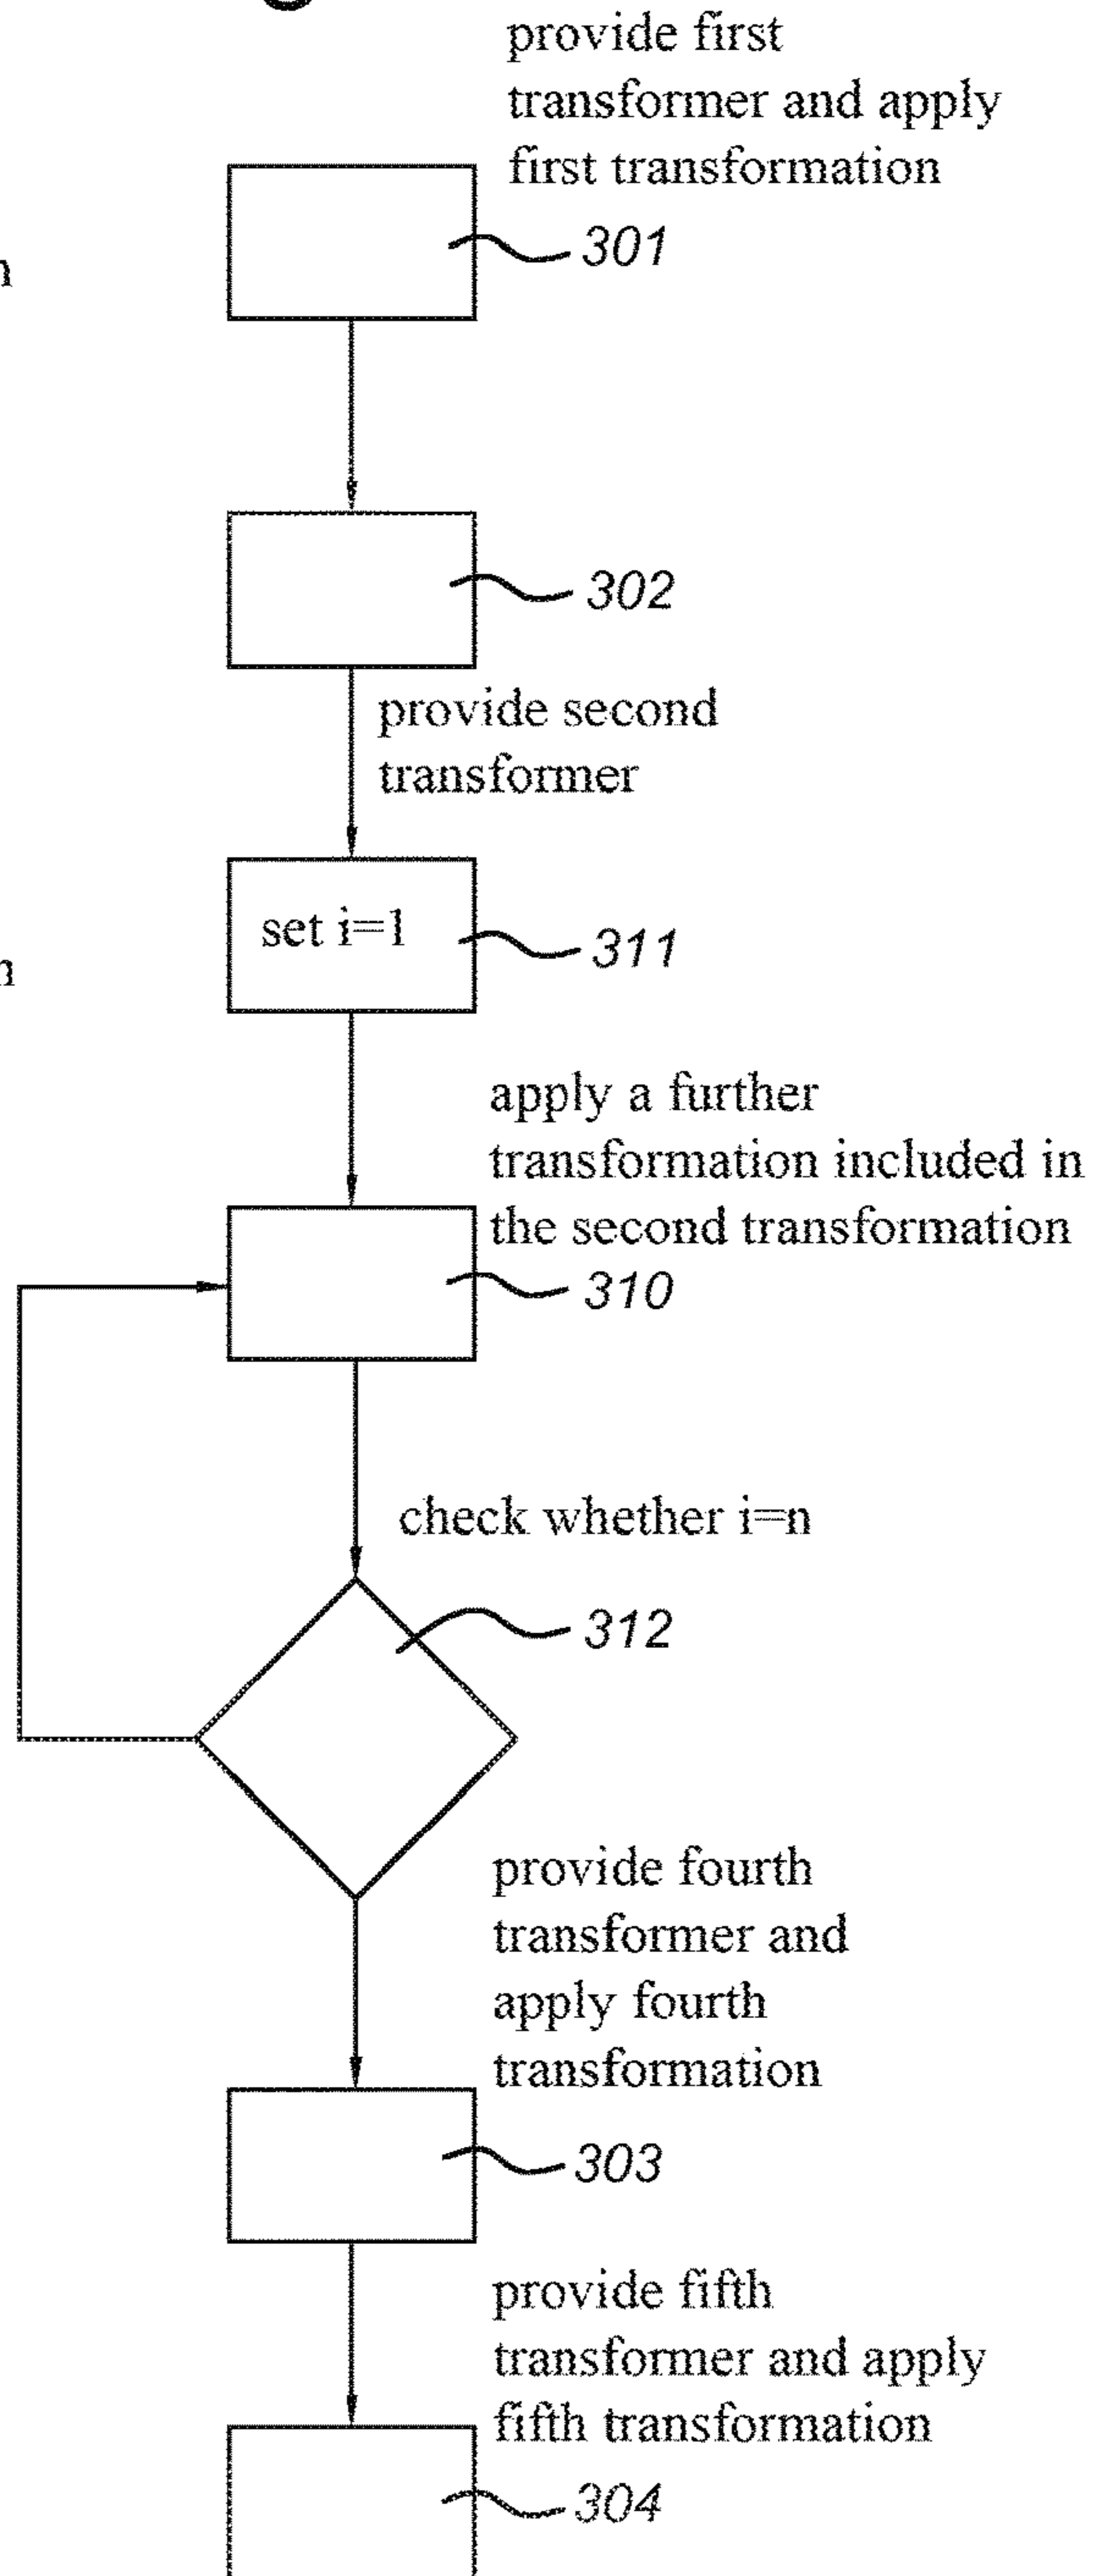 provide first
transformer and apply
first transformation
301
302
provide second
transformer
set i=1
311
apply a further
transformation included in
the second transformation
310
check whether i=n
312
provide fourth
transformer and
apply fourth
transformation
303
provide fifth
transformer and apply
fifth transformation
304